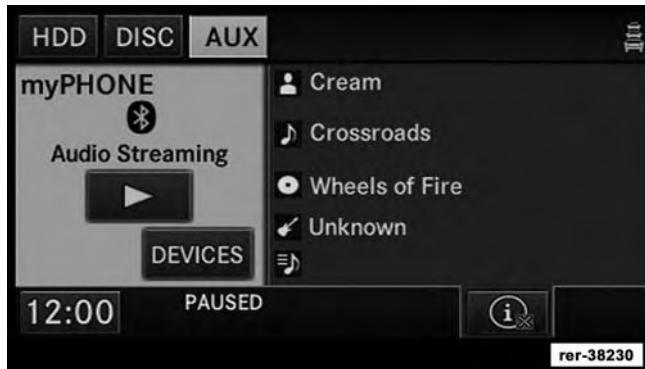 HDD DISC AUX
myPHONE
Audio Streaming
DEVICES
Cream
Crossroads
Wheels of Fire
Unknown
12:00 PAUSED
rer-38230